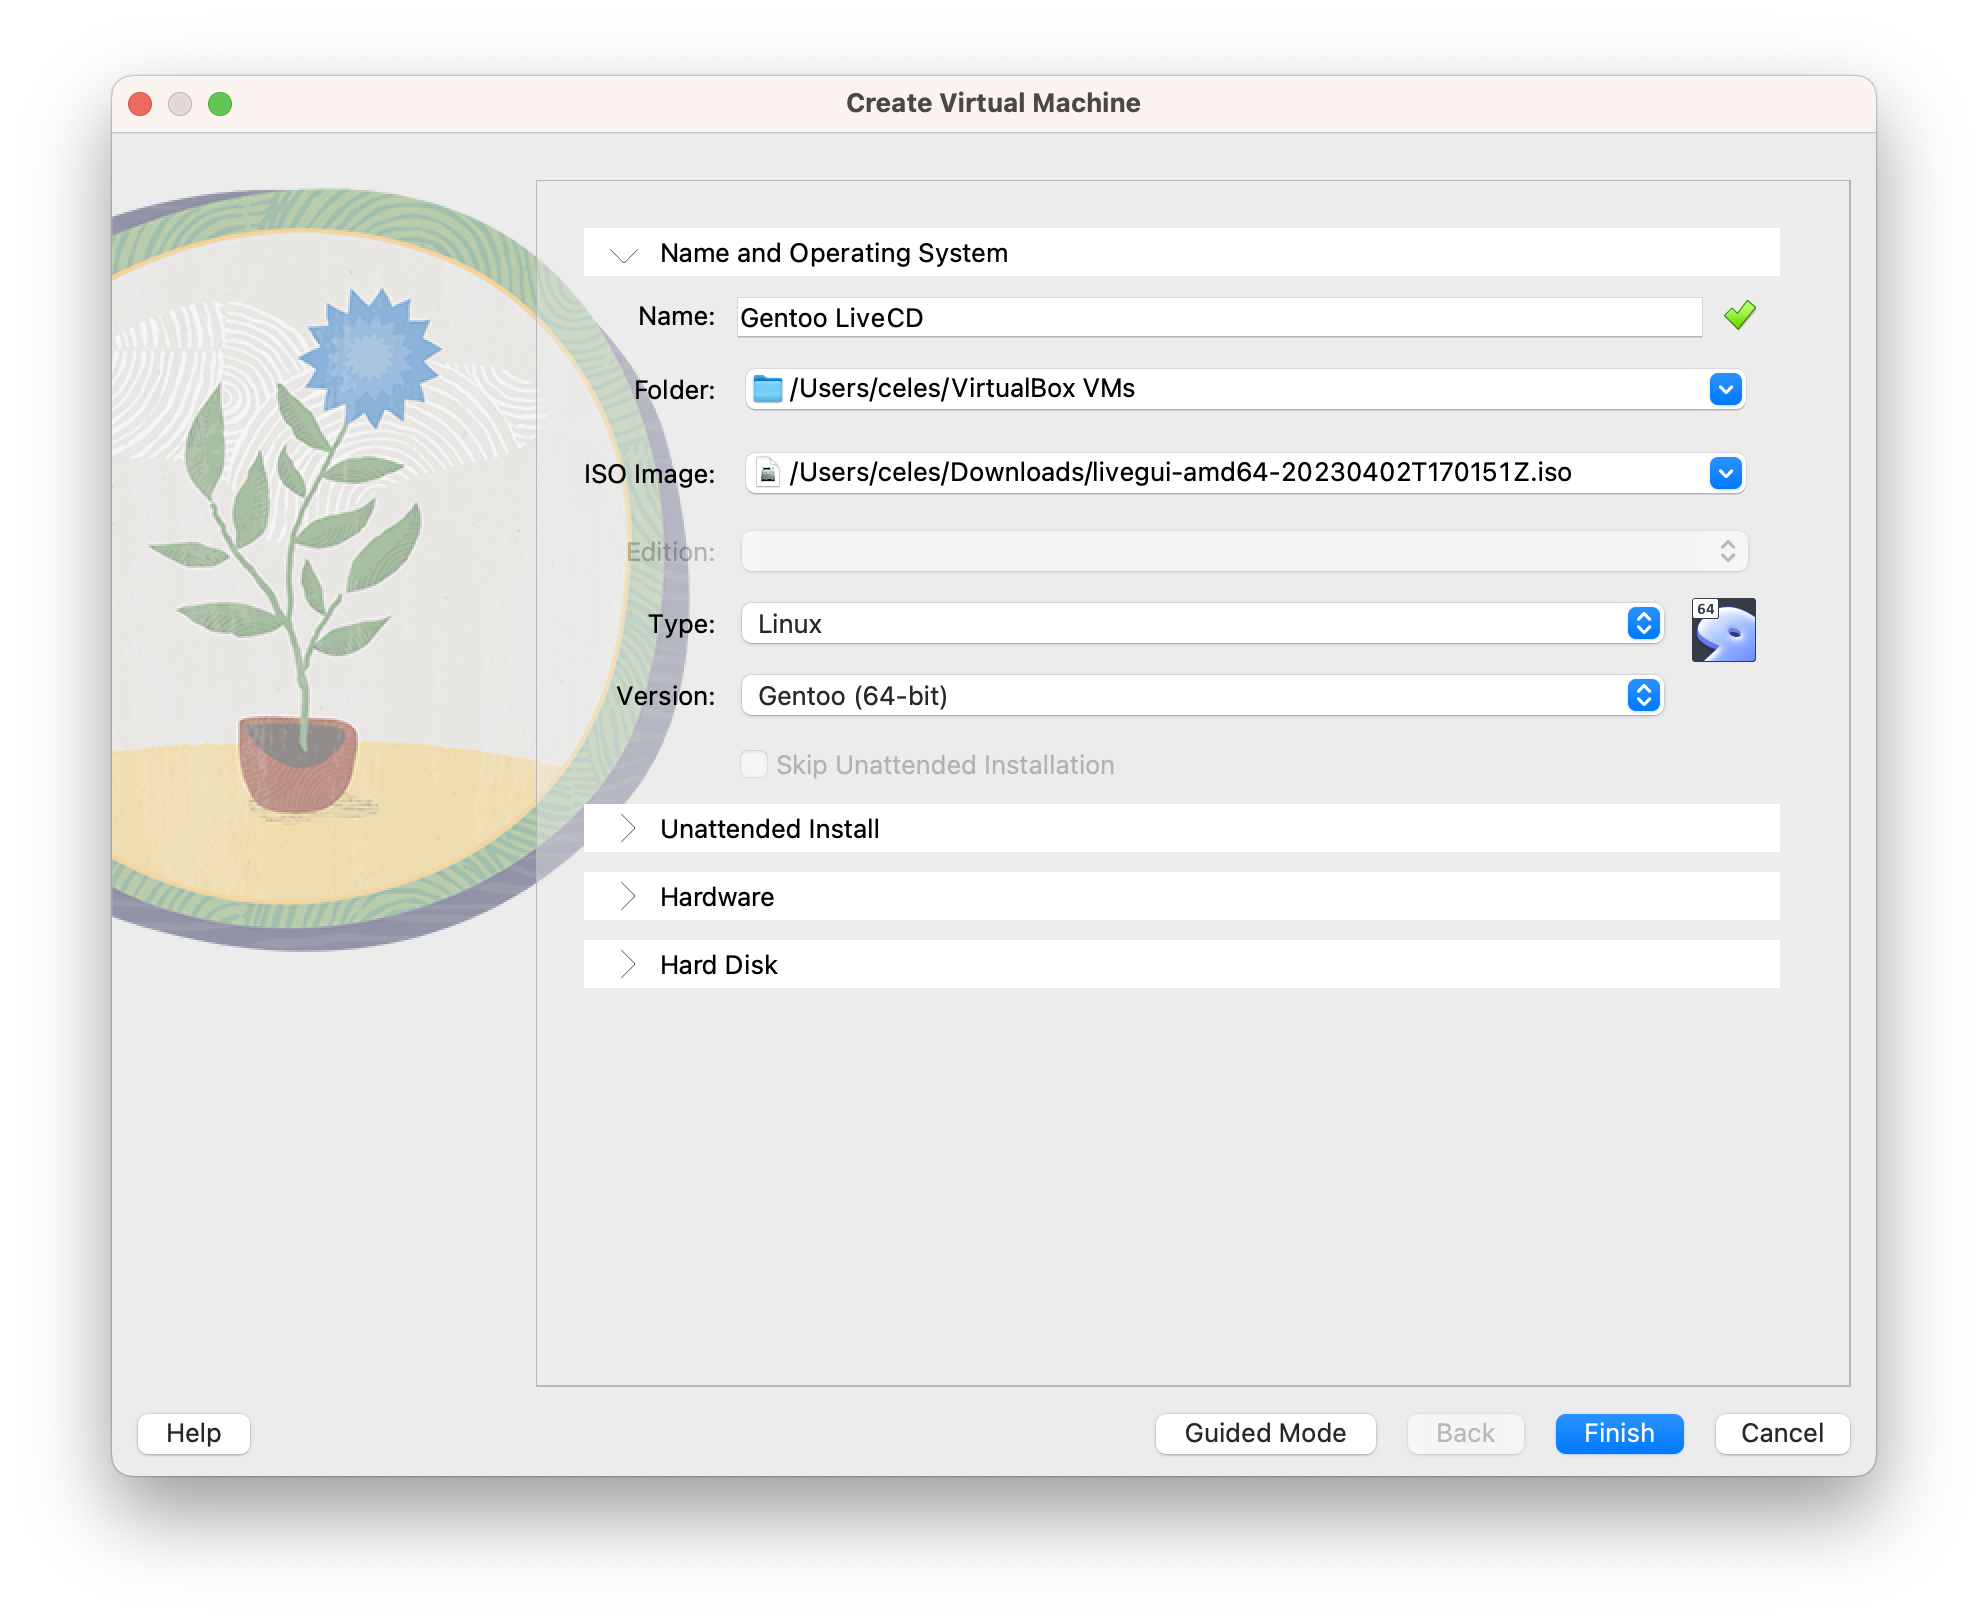 Create Virtual Machine
Name and Operating System
Name: Gentoo LiveCD
Folder: /Users/celes/VirtualBox VMs
ISO Image: /Users/celes/Downloads/livegui-amd64-20230402T170151Z.iso
Edition:
Type: Linux
64
Version: Gentoo (64-bit)
Skip Unattended Installation
Unattended Install
Hardware
Hard Disk
Help Guided Mode Back Finish Cancel